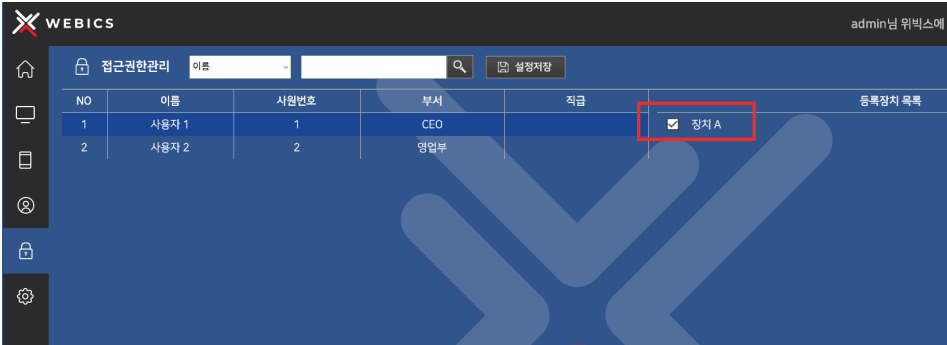 WEBICS
admin님 위빅스에
접근권한관리 이름 설정저장
NO 이름 사원번호 부서 직급 등록장치 목록
1 사용자 1 1 CEO 장치 A
2 사용자 2 2 영업부